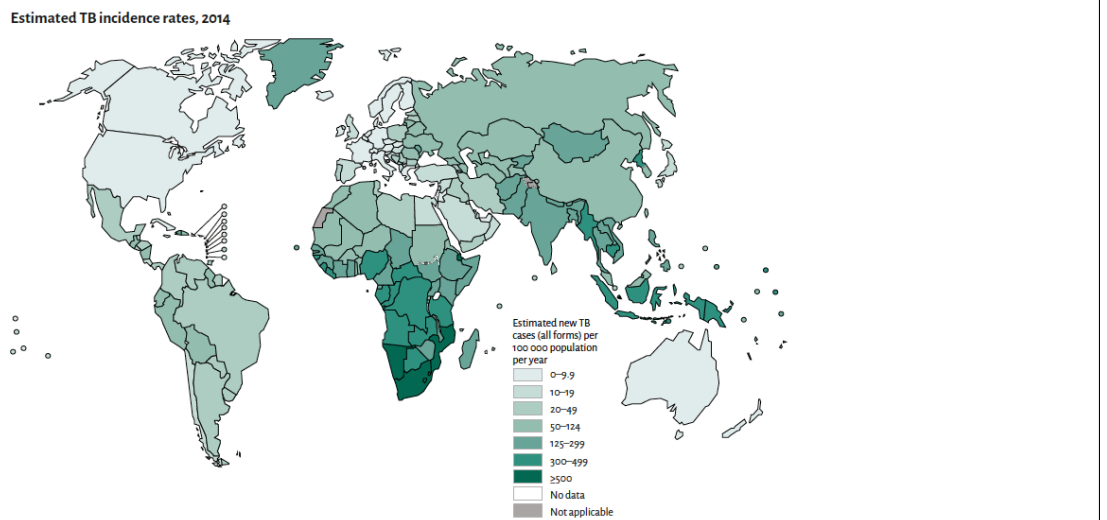 Estimated TB incidence rates, 2014
Estimated new TB
cases (all forms) per
100 000 population
per year
0–9.9
10–19
20–49
50–124
125–299
300–499
≥500
No data
Not applicable